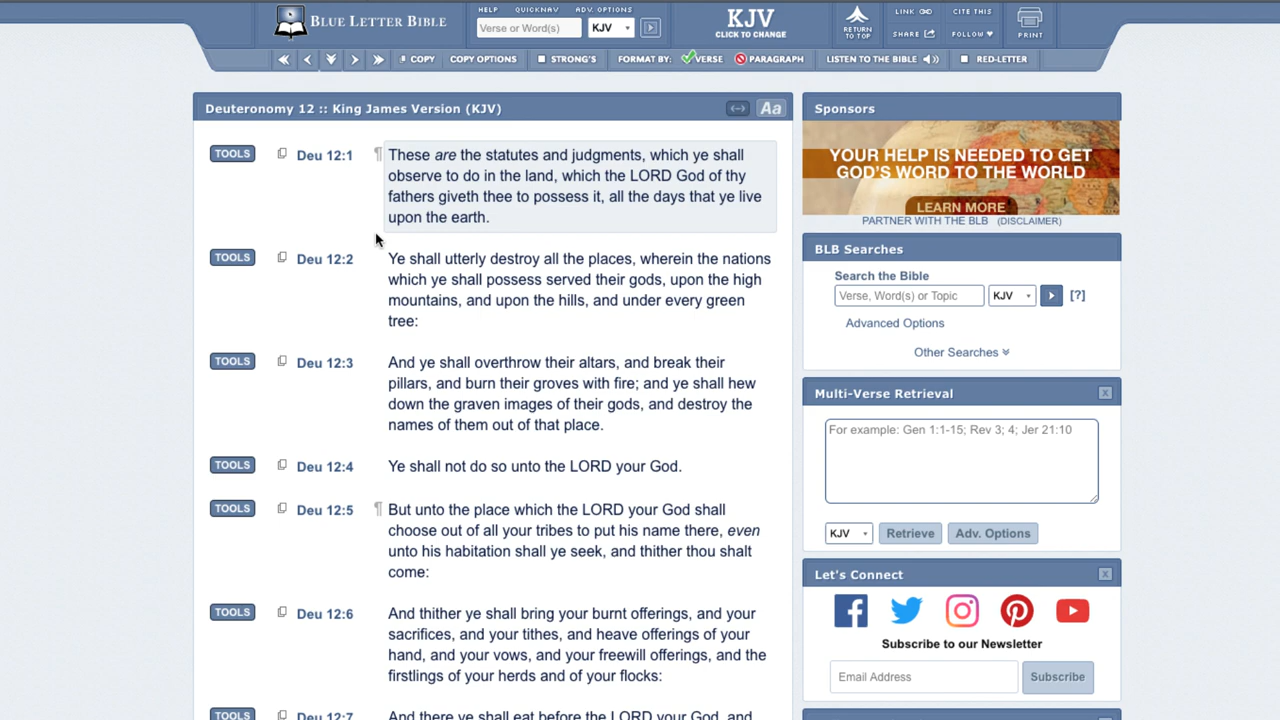 BLUE LETTER BIBLE
HELP QUICKNAV ADV. OPTIONS
Verse or Word(s) KJV
KJV
CLICK TO CHANGE
RETURN
TO TOP
LINK
CITE THIS
SHARE
FOLLOW
PRINT
COPY
COPY OPTIONS
STRONG'S
FORMAT BY: VERSE PARAGRAPH
LISTEN TO THE BIBLE
RED-LETTER
Deuteronomy 12 :: King James Version (KJV)
Aa
TOOLS Deu 12:1 ¶ These are the statutes and judgments, which ye shall
observe to do in the land, which the LORD God of thy
fathers giveth thee to possess it, all the days that ye live
upon the earth.
TOOLS Deu 12:2 Ye shall utterly destroy all the places, wherein the nations
which ye shall possess served their gods, upon the high
mountains, and upon the hills, and under every green
tree:
TOOLS Deu 12:3 And ye shall overthrow their altars, and break their
pillars, and burn their groves with fire; and ye shall hew
down the graven images of their gods, and destroy the
names of them out of that place.
TOOLS Deu 12:4 Ye shall not do so unto the LORD your God.
TOOLS Deu 12:5 ¶ But unto the place which the LORD your God shall
choose out of all your tribes to put his name there, even
unto his habitation shall ye seek, and thither thou shalt
come:
TOOLS Deu 12:6 And thither ye shall bring your burnt offerings, and your
sacrifices, and your tithes, and heave offerings of your
hand, and your vows, and your freewill offerings, and the
firstlings of your herds and of your flocks:
TOOLS Deu 12:7 And there ye shall eat before the LORD your God, and
Sponsors
YOUR HELP IS NEEDED TO GET
GOD'S WORD TO THE WORLD
LEARN MORE
PARTNER WITH THE BLB (DISCLAIMER)
BLB Searches
Search the Bible
Verse, Word(s) or Topic KJV [?]
Advanced Options
Other Searches
Multi-Verse Retrieval
For example: Gen 1:1-15; Rev 3; 4; Jer 21:10
KJV Retrieve Adv. Options
Let's Connect
Subscribe to our Newsletter
Email Address Subscribe